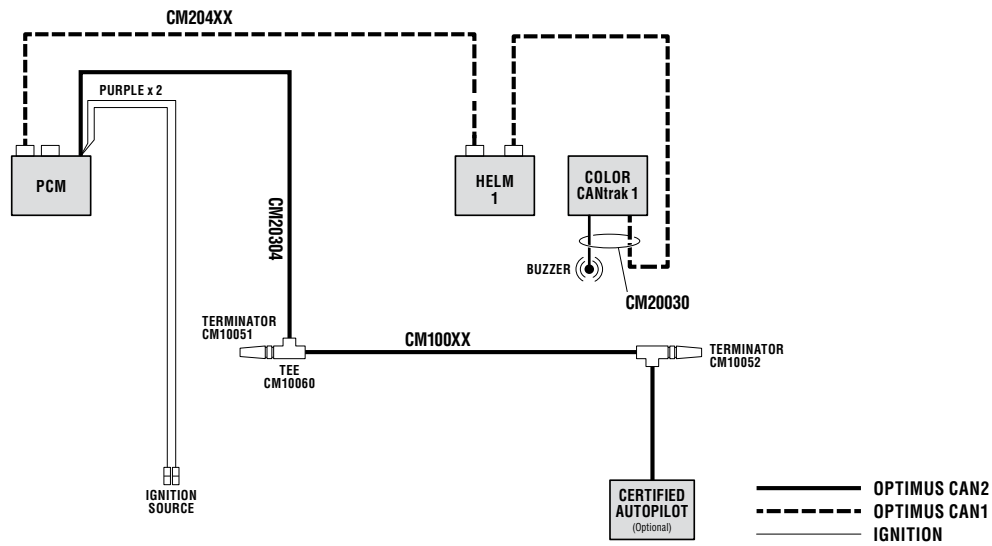 CM204XX
PURPLE x 2
PCM
HELM
1
COLOR
CANtrak 1
CM20304
BUZZER
CM20030
TERMINATOR
CM10051
CM100XX
TERMINATOR
CM10052
TEE
CM10060
IGNITION
SOURCE
CERTIFIED
AUTOPILOT
(Optional)
OPTIMUS CAN2
OPTIMUS CAN1
IGNITION